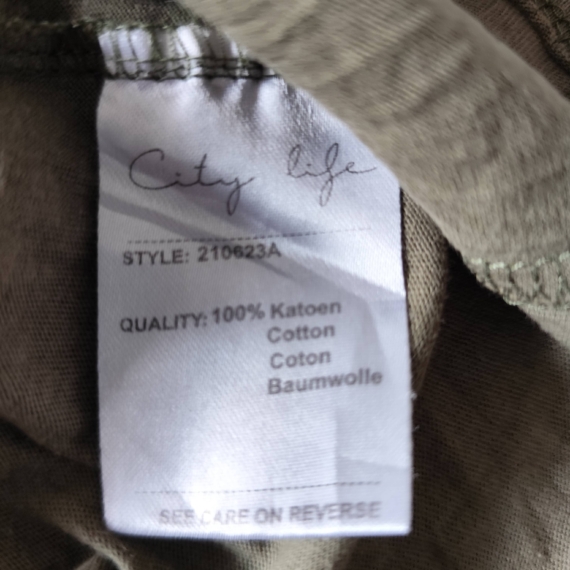 City life
STYLE: 210623A
QUALITY: 100% Katoen
Cotton
Coton
Baumwolle
SEE CARE ON REVERSE